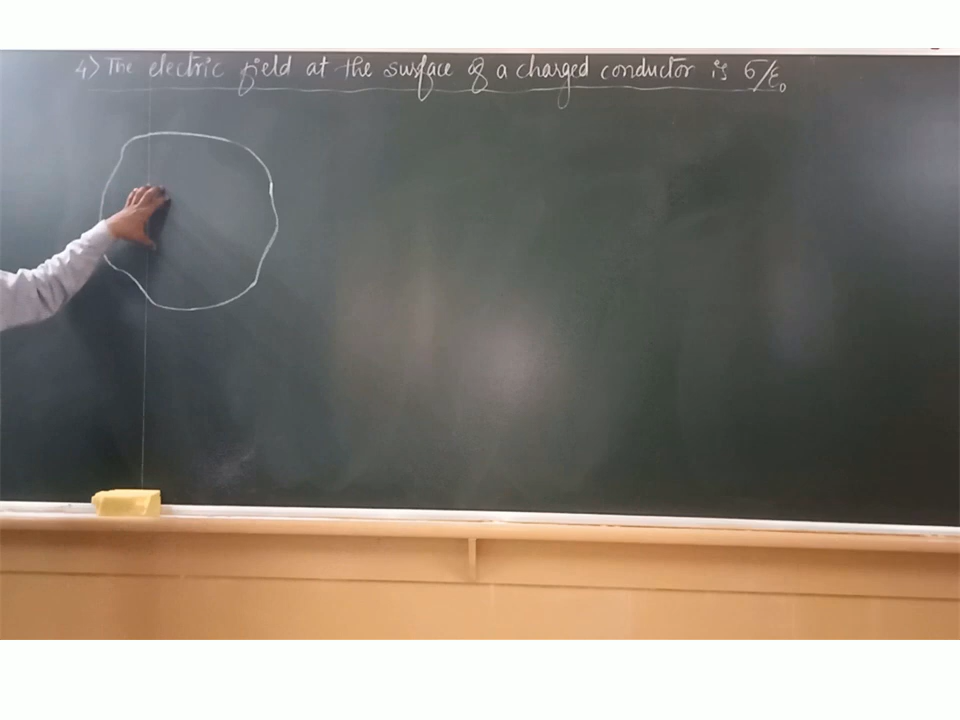 4) The electric field at the surface of a charged conductor is σ/ε₀